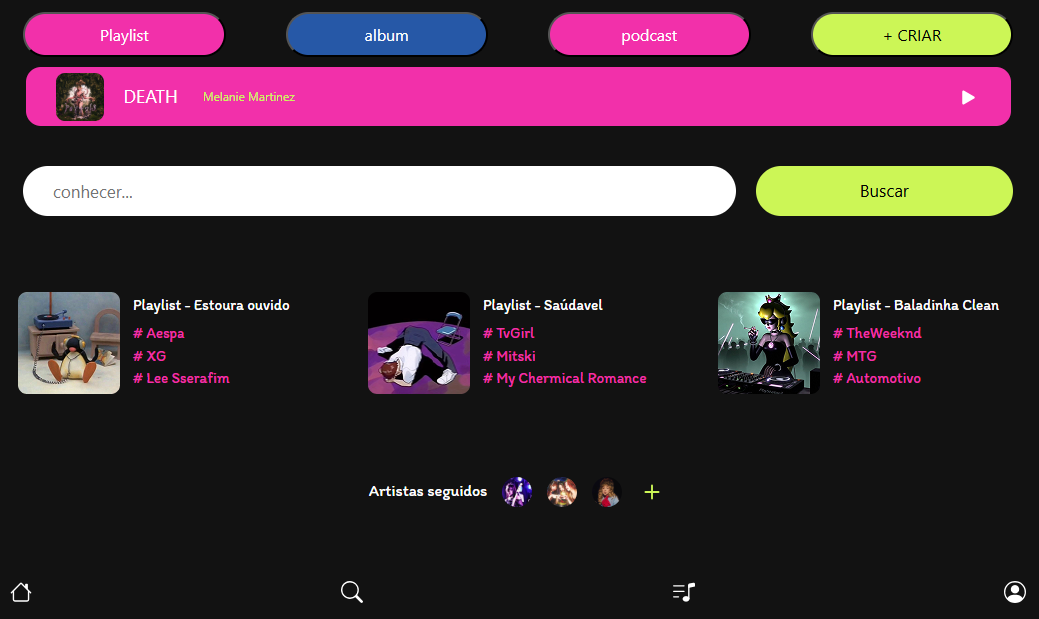 Playlist
album
podcast
+ CRIAR
DEATH Melanie Martinez
conhecer...
Buscar
Playlist - Estoura ouvido
# Aespa
# XG
# Lee Sserafim
Playlist - Saúdavel
# TvGirl
# Mitski
# My Chermical Romance
Playlist - Baladinha Clean
# TheWeeknd
# MTG
# Automotivo
Artistas seguidos